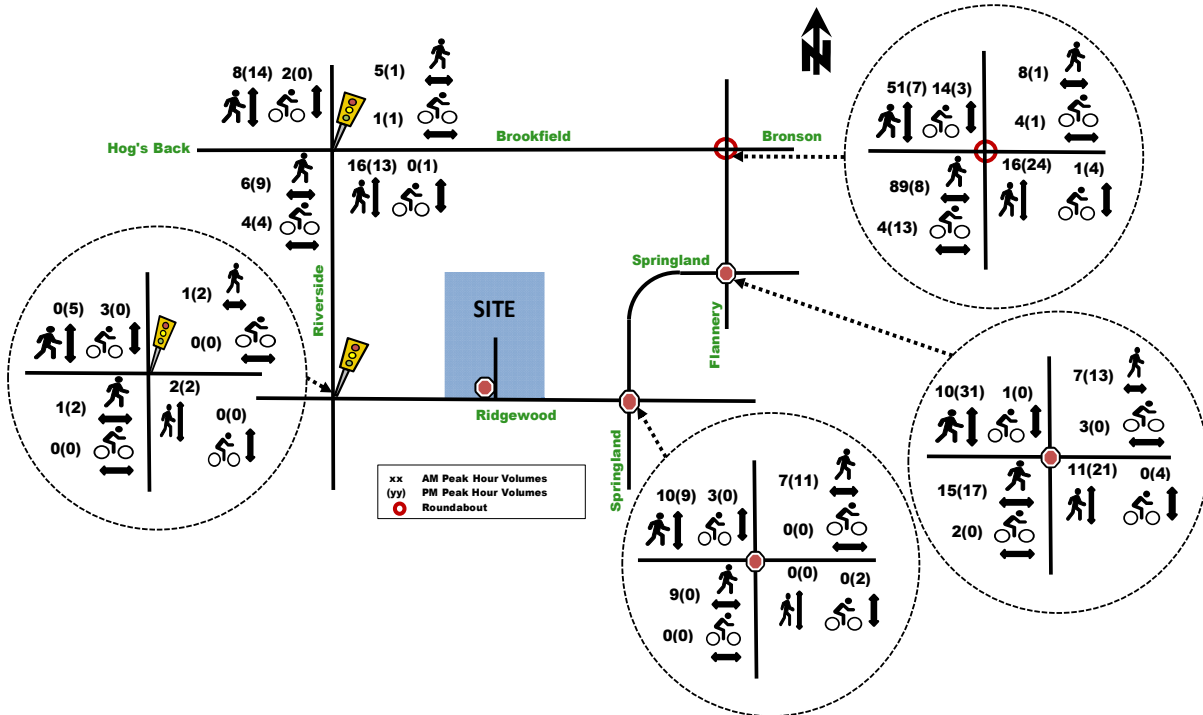 8(14) 2(0)
5(1)
1(1)
Hog's Back
Brookfield
Bronson
6(9)
4(4)
16(13) 0(1)
Riverside
N
51(7) 14(3)
8(1)
4(1)
89(8)
4(13)
16(24)
1(4)
0(5) 3(0)
1(2)
0(0)
1(2)
0(0)
2(2)
0(0)
SITE
Springland
Flannery
Ridgewood
Springland
xx AM Peak Hour Volumes
(yy) PM Peak Hour Volumes
Roundabout
10(9) 3(0)
7(11)
0(0)
9(0)
0(0)
0(0)
0(2)
10(31) 1(0)
7(13)
3(0)
15(17)
2(0)
11(21)
0(4)